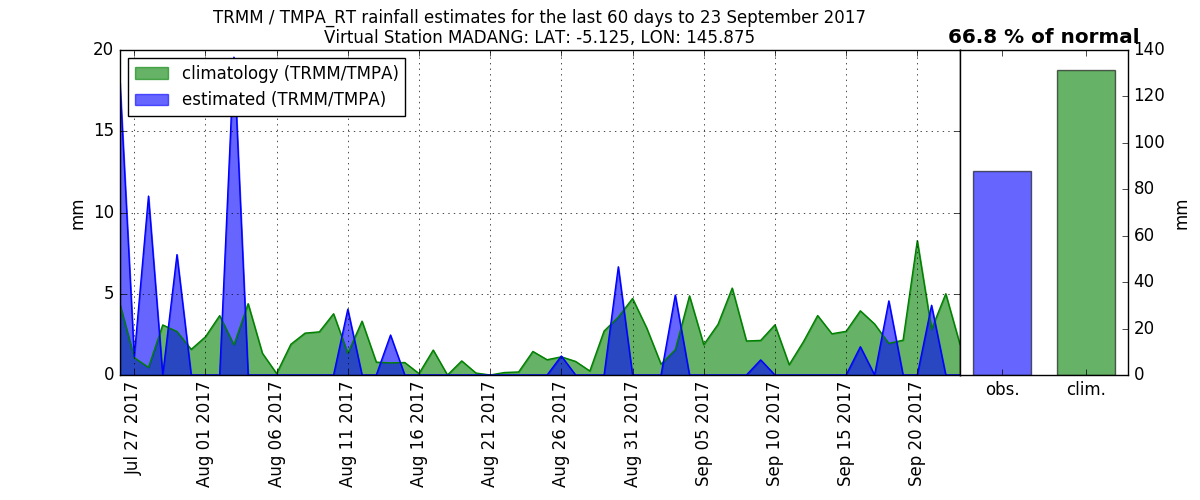 TRMM / TMPA_RT rainfall estimates for the last 60 days to 23 September 2017
Virtual Station MADANG: LAT: -5.125, LON: 145.875
66.8 % of normal
climatology (TRMM/TMPA)
estimated (TRMM/TMPA)
mm
20
15
10
5
0
Jul 27 2017
Aug 01 2017
Aug 06 2017
Aug 11 2017
Aug 16 2017
Aug 21 2017
Aug 26 2017
Aug 31 2017
Sep 05 2017
Sep 10 2017
Sep 15 2017
Sep 20 2017
obs.
clim.
140
120
100
80
60
40
20
0
mm